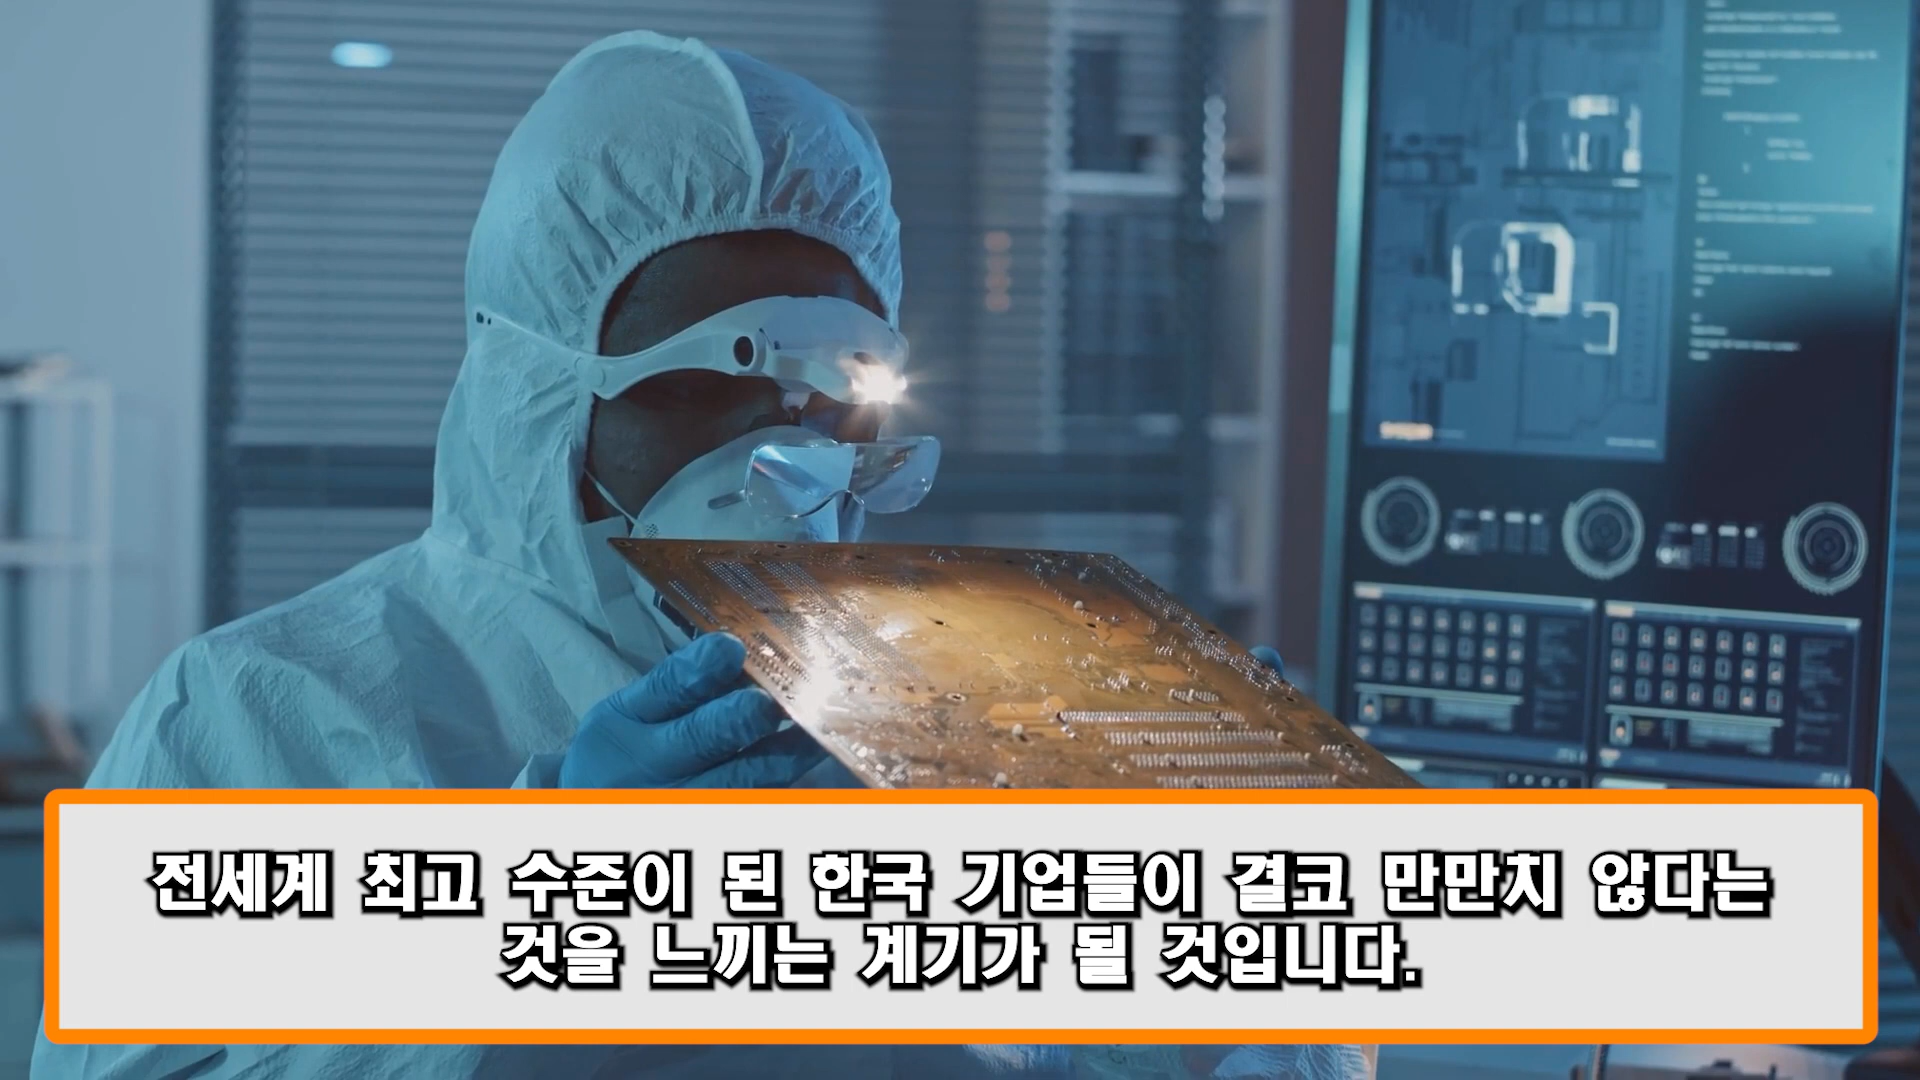 전세계 최고 수준이 된 한국 기업들이 결코 만만치 않다는
것을 느끼는 계기가 될 것입니다.